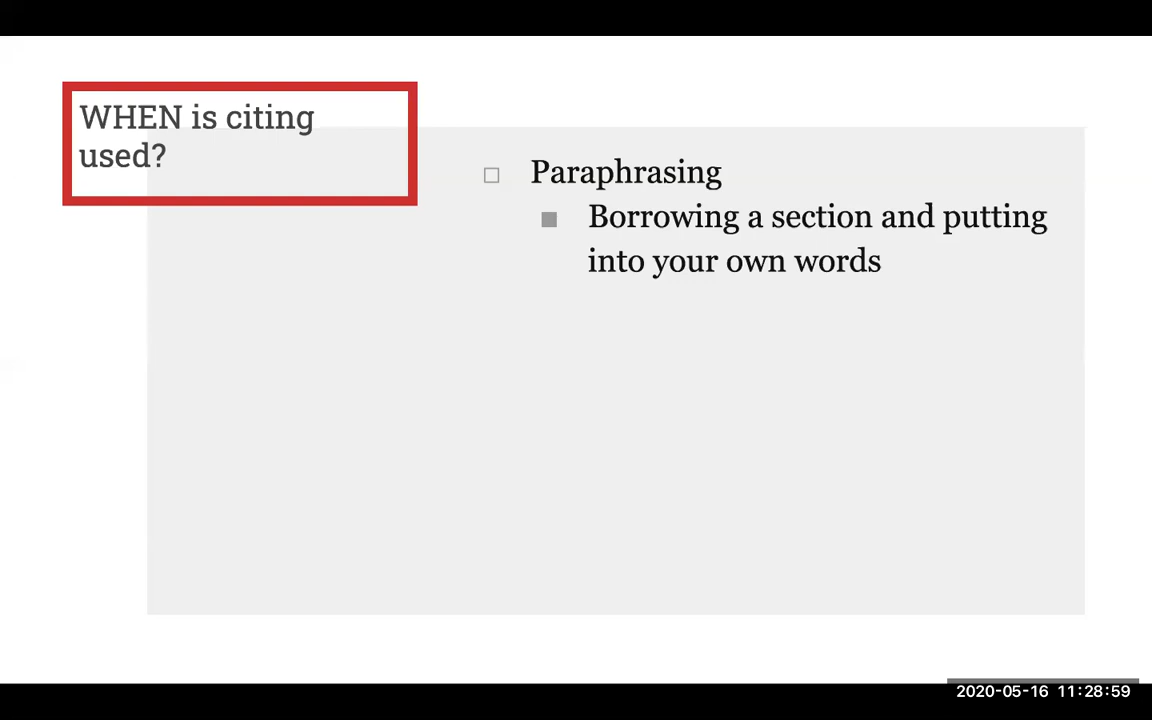 WHEN is citing
used?
Paraphrasing
Borrowing a section and putting
into your own words
2020-05-16 11:28:59